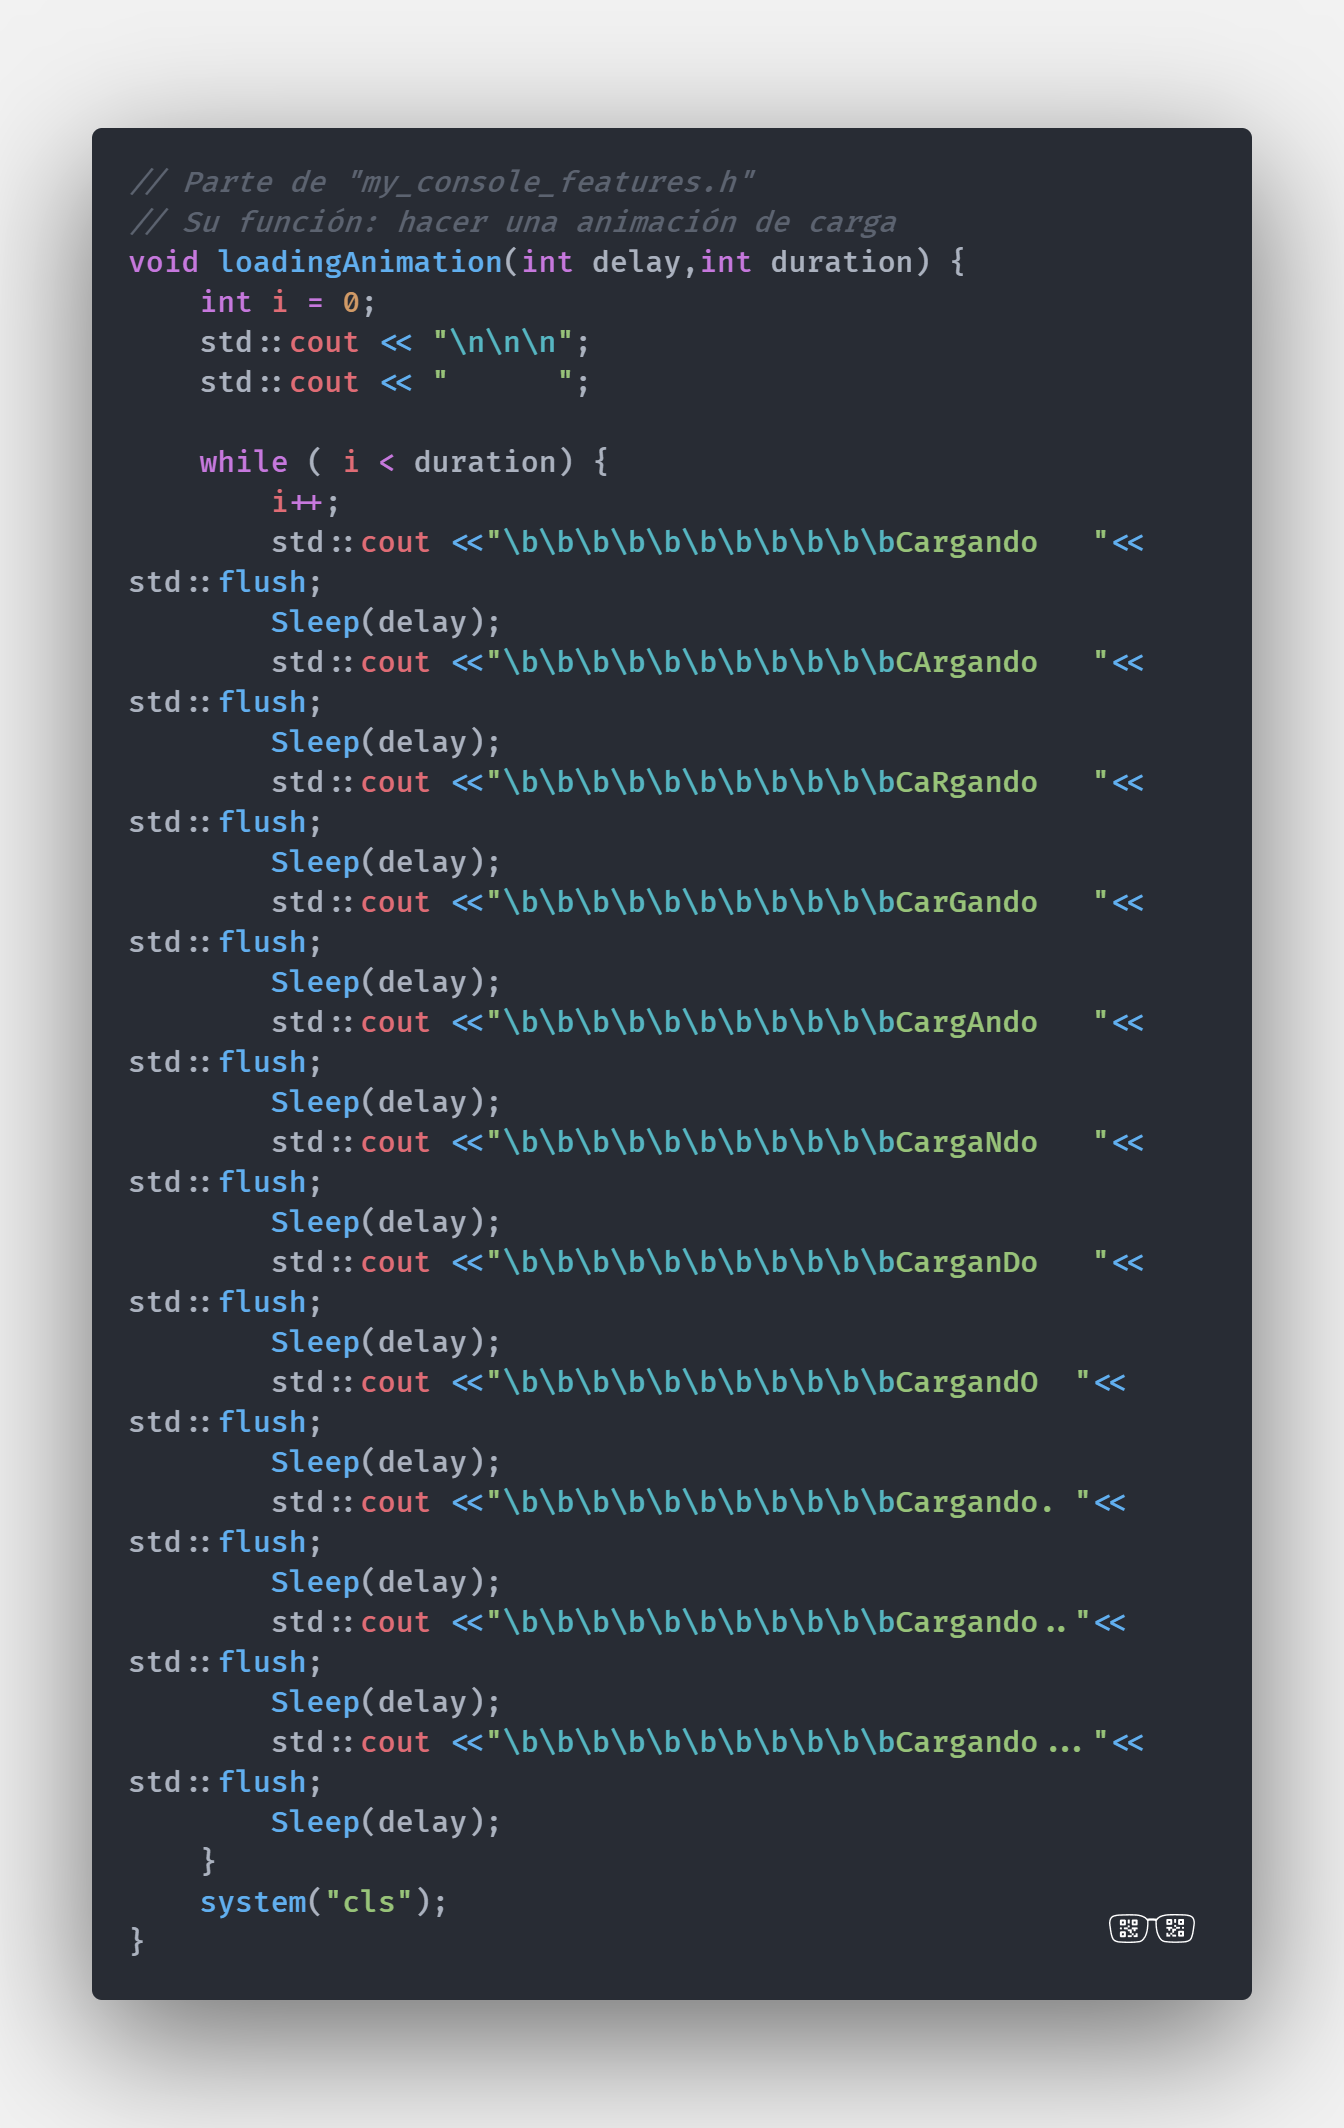 // Parte de "my_console_features.h"
// Su función: hacer una animación de carga
void loadingAnimation(int delay,int duration) {
    int i = 0;
    std::cout << "\n\n\n";
    std::cout << "      ";

    while ( i < duration) {
        i++;
        std::cout <<"\b\b\b\b\b\b\b\b\b\b\bCargando   "<<
std::flush;
        Sleep(delay);
        std::cout <<"\b\b\b\b\b\b\b\b\b\b\bCArgando   "<<
std::flush;
        Sleep(delay);
        std::cout <<"\b\b\b\b\b\b\b\b\b\b\bCaRgando   "<<
std::flush;
        Sleep(delay);
        std::cout <<"\b\b\b\b\b\b\b\b\b\b\bCarGando   "<<
std::flush;
        Sleep(delay);
        std::cout <<"\b\b\b\b\b\b\b\b\b\b\bCargAndo   "<<
std::flush;
        Sleep(delay);
        std::cout <<"\b\b\b\b\b\b\b\b\b\b\bCargaNdo   "<<
std::flush;
        Sleep(delay);
        std::cout <<"\b\b\b\b\b\b\b\b\b\b\bCarganDo   "<<
std::flush;
        Sleep(delay);
        std::cout <<"\b\b\b\b\b\b\b\b\b\b\bCargandO  "<<
std::flush;
        Sleep(delay);
        std::cout <<"\b\b\b\b\b\b\b\b\b\b\bCargando. "<<
std::flush;
        Sleep(delay);
        std::cout <<"\b\b\b\b\b\b\b\b\b\b\bCargando.."<<
std::flush;
        Sleep(delay);
        std::cout <<"\b\b\b\b\b\b\b\b\b\b\bCargando..."<<
std::flush;
        Sleep(delay);
    }
    system("cls");
}